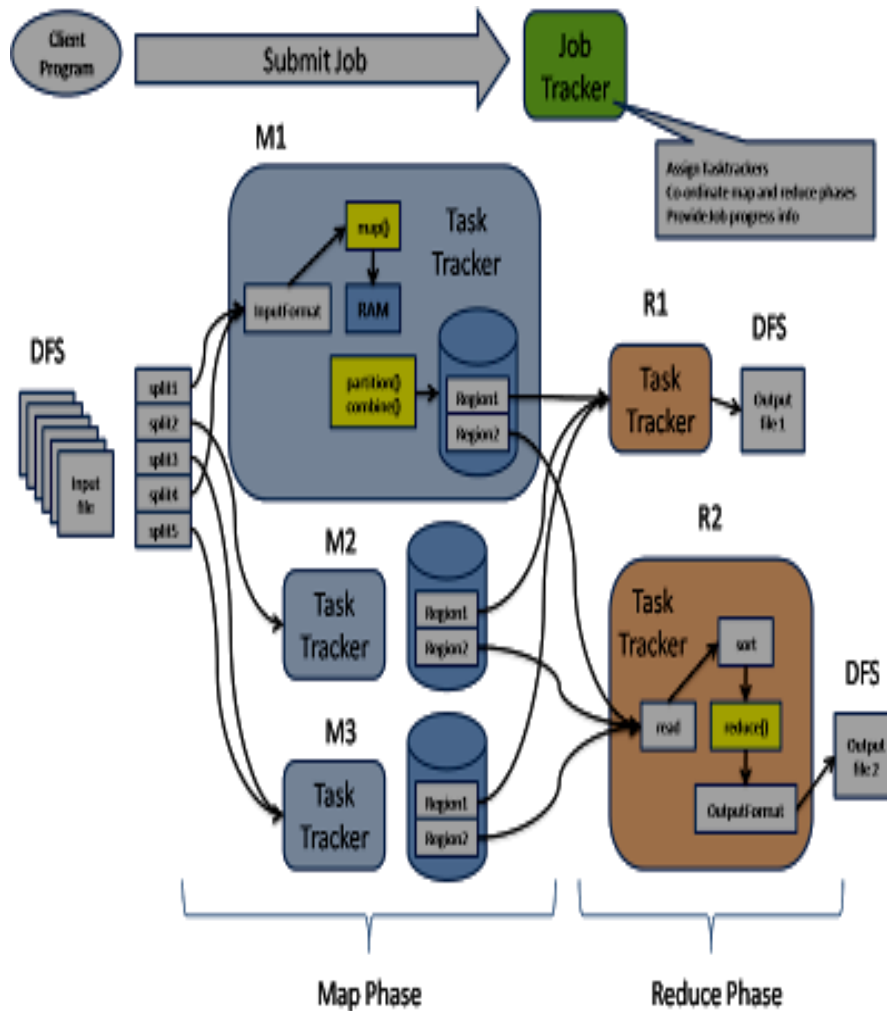 Client
Program
Submit Job
Job
Tracker
Assign Tasktrackers
Co-ordinate map and reduce phases
Provide Job progress info
M1
Task
Tracker
map()
InputFormat
RAM
partition()
combine()
Region1
Region2
DFS
Input
file
split1
split2
split3
split4
split5
M2
Task
Tracker
Region1
Region2
M3
Task
Tracker
Region1
Region2
R1
Task
Tracker
DFS
Output
file 1
R2
Task
Tracker
sort
read
reduce()
OutputFormat
DFS
Output
file 2
Map Phase
Reduce Phase